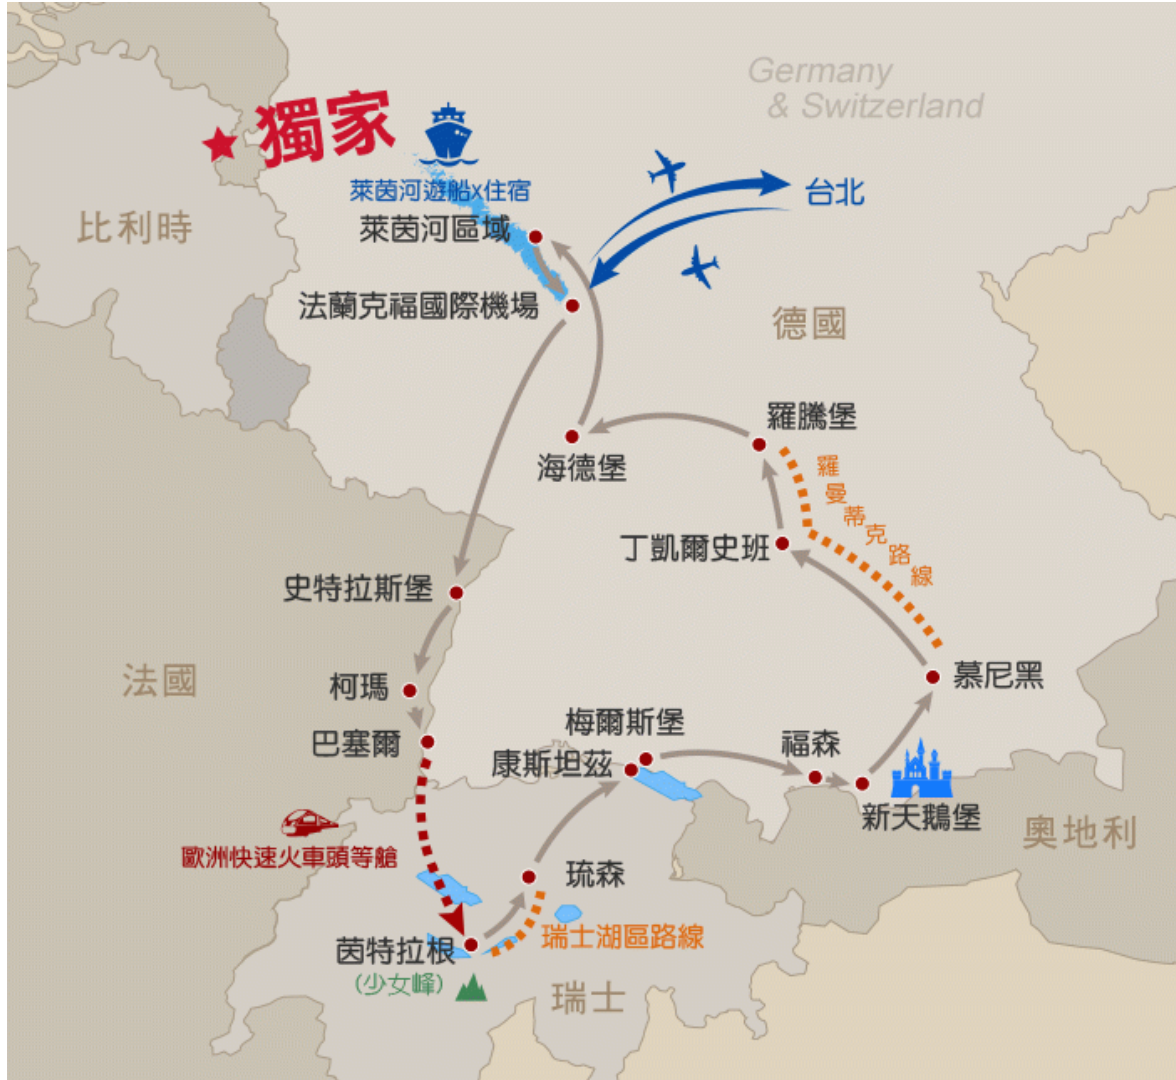 Germany
& Switzerland
獨家
萊茵河遊船x住宿
台北
萊茵河區域
比利時
法蘭克福國際機場
德國
羅騰堡
海德堡
羅曼蒂克路線
丁凱爾史班
史特拉斯堡
法國
柯瑪
慕尼黑
巴塞爾
梅爾斯堡
康斯坦茲
福森
新天鵝堡
奧地利
歐洲快速火車頭等艙
琉森
瑞士湖區路線
茵特拉根
(少女峰)
瑞士